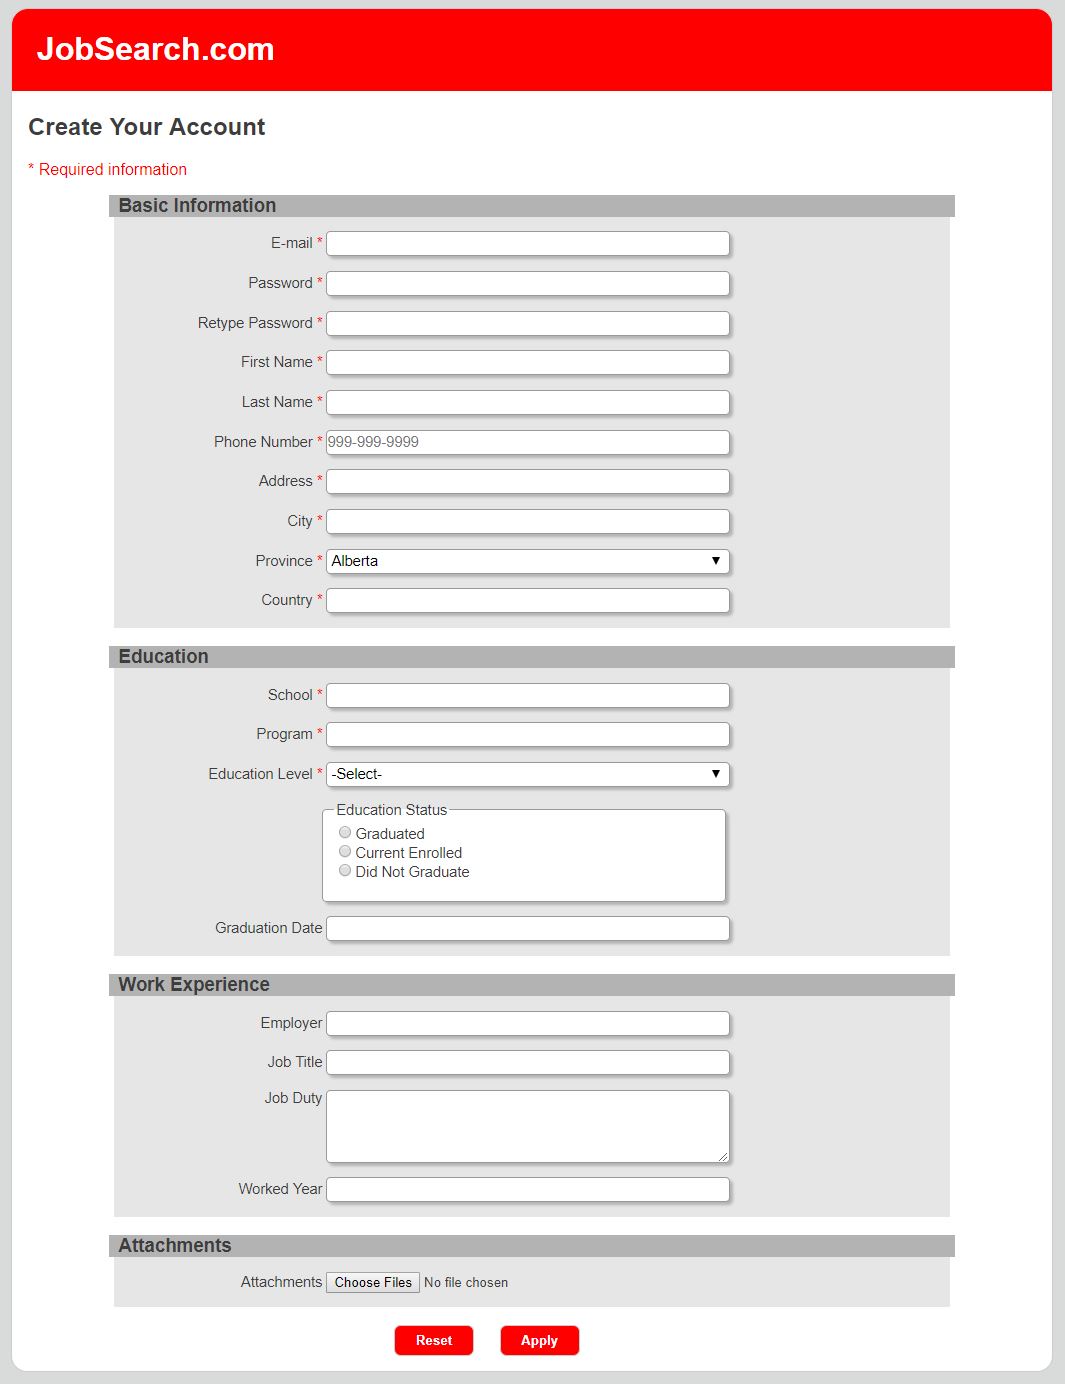 JobSearch.com
Create Your Account
* Required information
Basic Information
E-mail *
Password *
Retype Password *
First Name *
Last Name *
Phone Number * 999-999-9999
Address *
City *
Province * Alberta
Country *
Education
School *
Program *
Education Level * -Select-
Education Status
Graduated
Current Enrolled
Did Not Graduate
Graduation Date
Work Experience
Employer
Job Title
Job Duty
Worked Year
Attachments
Attachments Choose Files No file chosen
Reset Apply